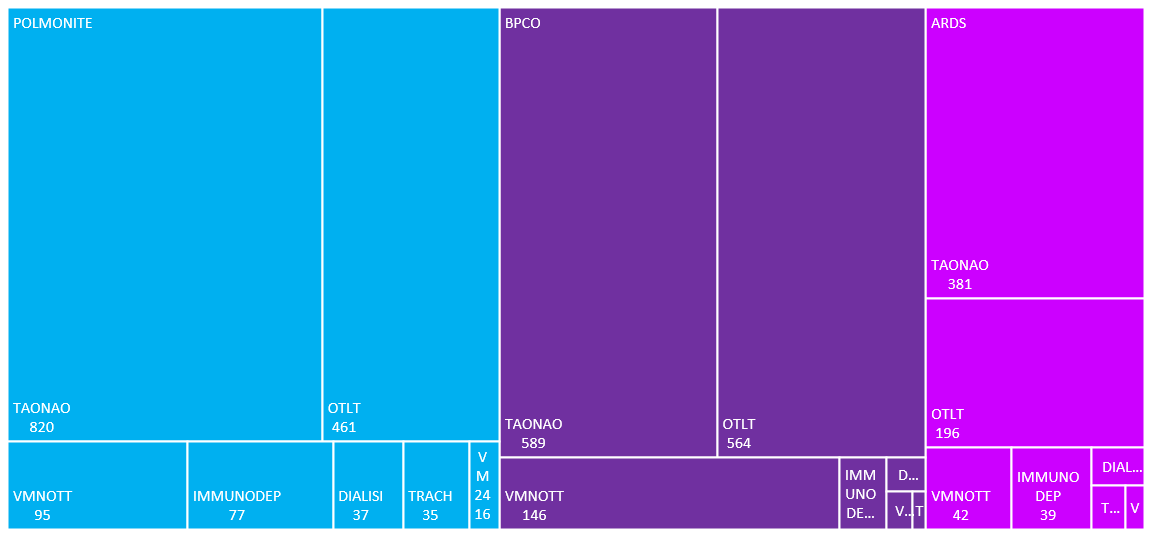 POLMONITE
TAONAO
820
OTLT
461
VMNOTT
95
IMMUNODEP
77
DIALISI
37
TRACH
35
V
M
24
16
BPCO
TAONAO
589
OTLT
564
VMNOTT
146
IMM
UNO
DE...
D...
V...
T
ARDS
TAONAO
381
OTLT
196
VMNOTT
42
IMMUNO
DEP
39
DIAL...
T...
V